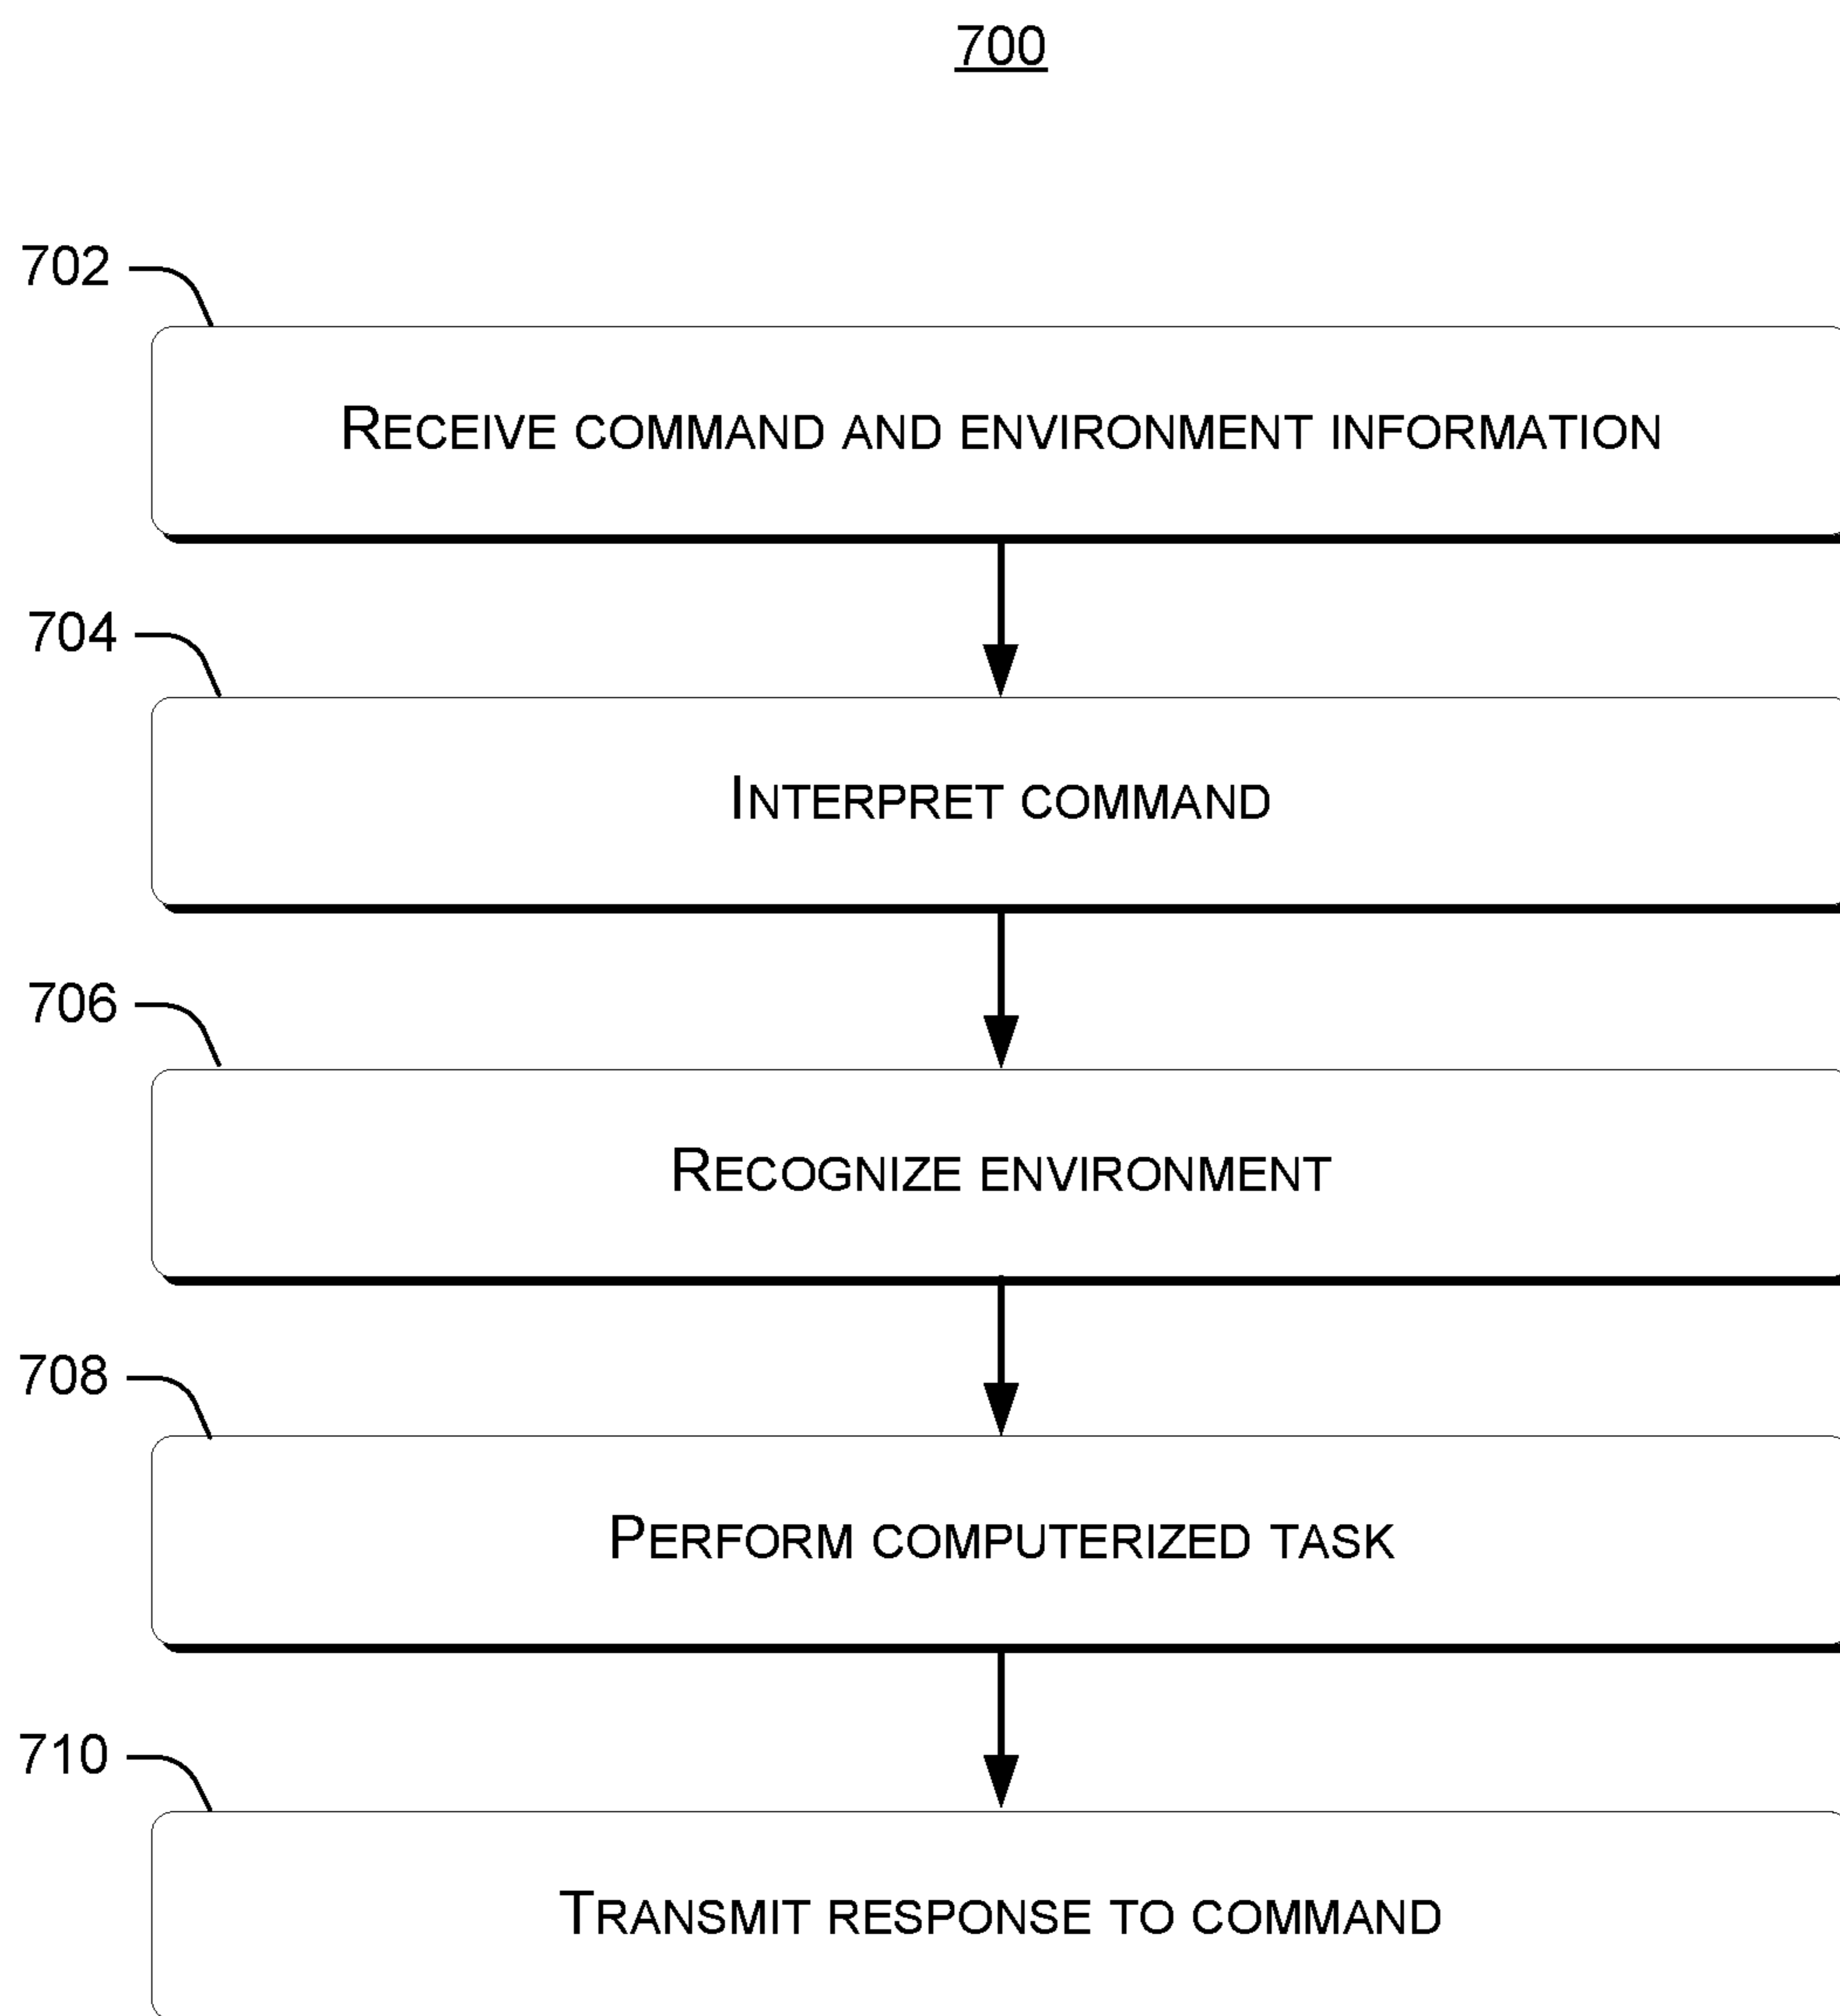 700
702
RECEIVE COMMAND AND ENVIRONMENT INFORMATION
704
INTERPRET COMMAND
706
RECOGNIZE ENVIRONMENT
708
PERFORM COMPUTERIZED TASK
710
TRANSMIT RESPONSE TO COMMAND